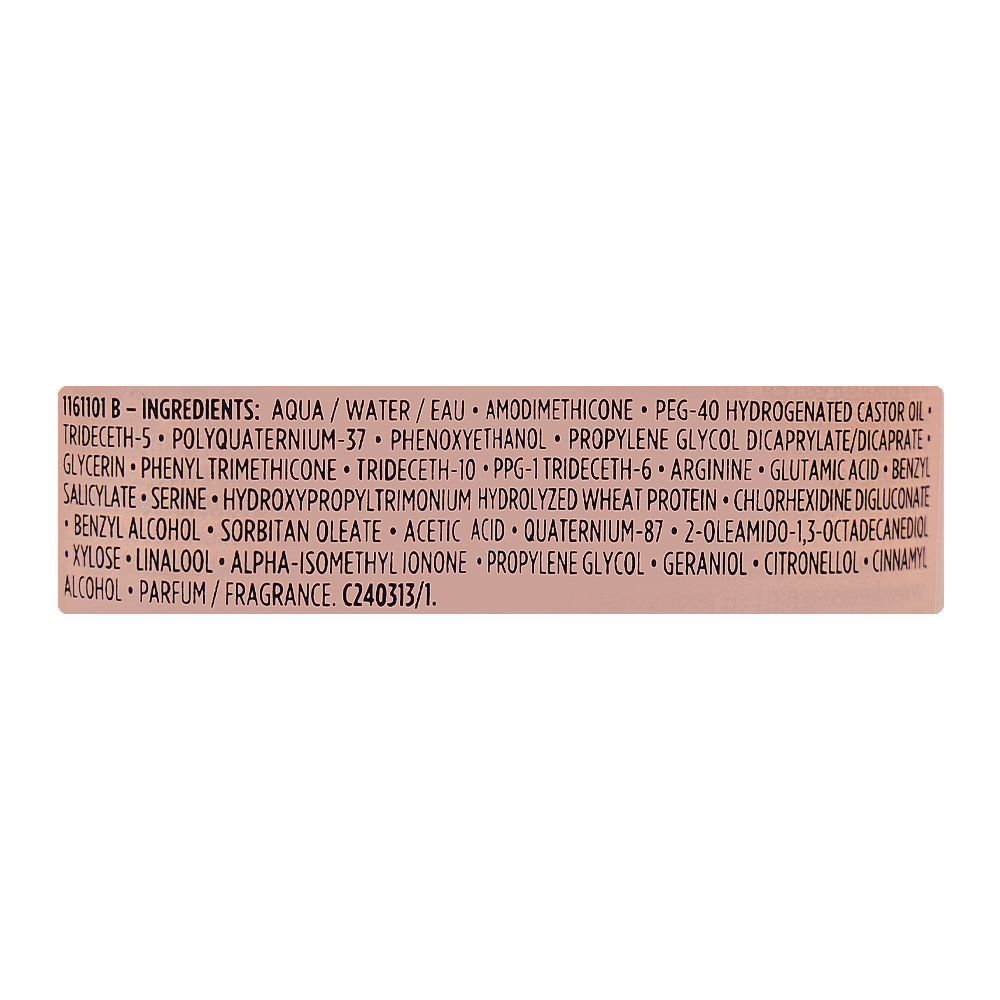 1161101 B – INGREDIENTS: AQUA / WATER / EAU • AMODIMETHICONE • PEG-40 HYDROGENATED CASTOR OIL •
TRIDECETH-5 • POLYQUATERNIUM-37 • PHENOXYETHANOL • PROPYLENE GLYCOL DICAPRYLATE/DICAPRATE •
GLYCERIN • PHENYL TRIMETHICONE • TRIDECETH-10 • PPG-1 TRIDECETH-6 • ARGININE • GLUTAMIC ACID • BENZYL
SALICYLATE • SERINE • HYDROXYPROPYLTRIMONIUM HYDROLYZED WHEAT PROTEIN • CHLORHEXIDINE DIGLUCONATE
• BENZYL ALCOHOL • SORBITAN OLEATE • ACETIC ACID • QUATERNIUM-87 • 2-OLEAMIDO-1,3-OCTADECANEDIOL
• XYLOSE • LINALOOL • ALPHA-ISOMETHYL IONONE • PROPYLENE GLYCOL • GERANIOL • CITRONELLOL • CINNAMYL
ALCOHOL • PARFUM / FRAGRANCE. C240313/1.